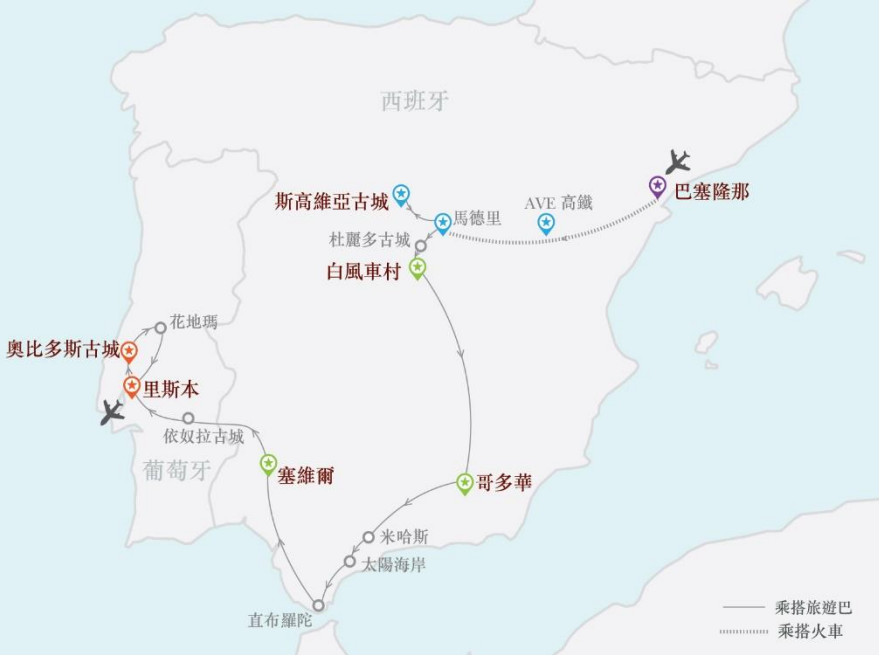 西班牙
巴塞隆那
斯高維亞古城
AVE 高鐵
馬德里
杜麗多古城
白風車村
花地瑪
奧比多斯古城
里斯本
依奴拉古城
葡萄牙
塞維爾
哥多華
米哈斯
太陽海岸
直布羅陀
乘搭旅遊巴
乘搭火車